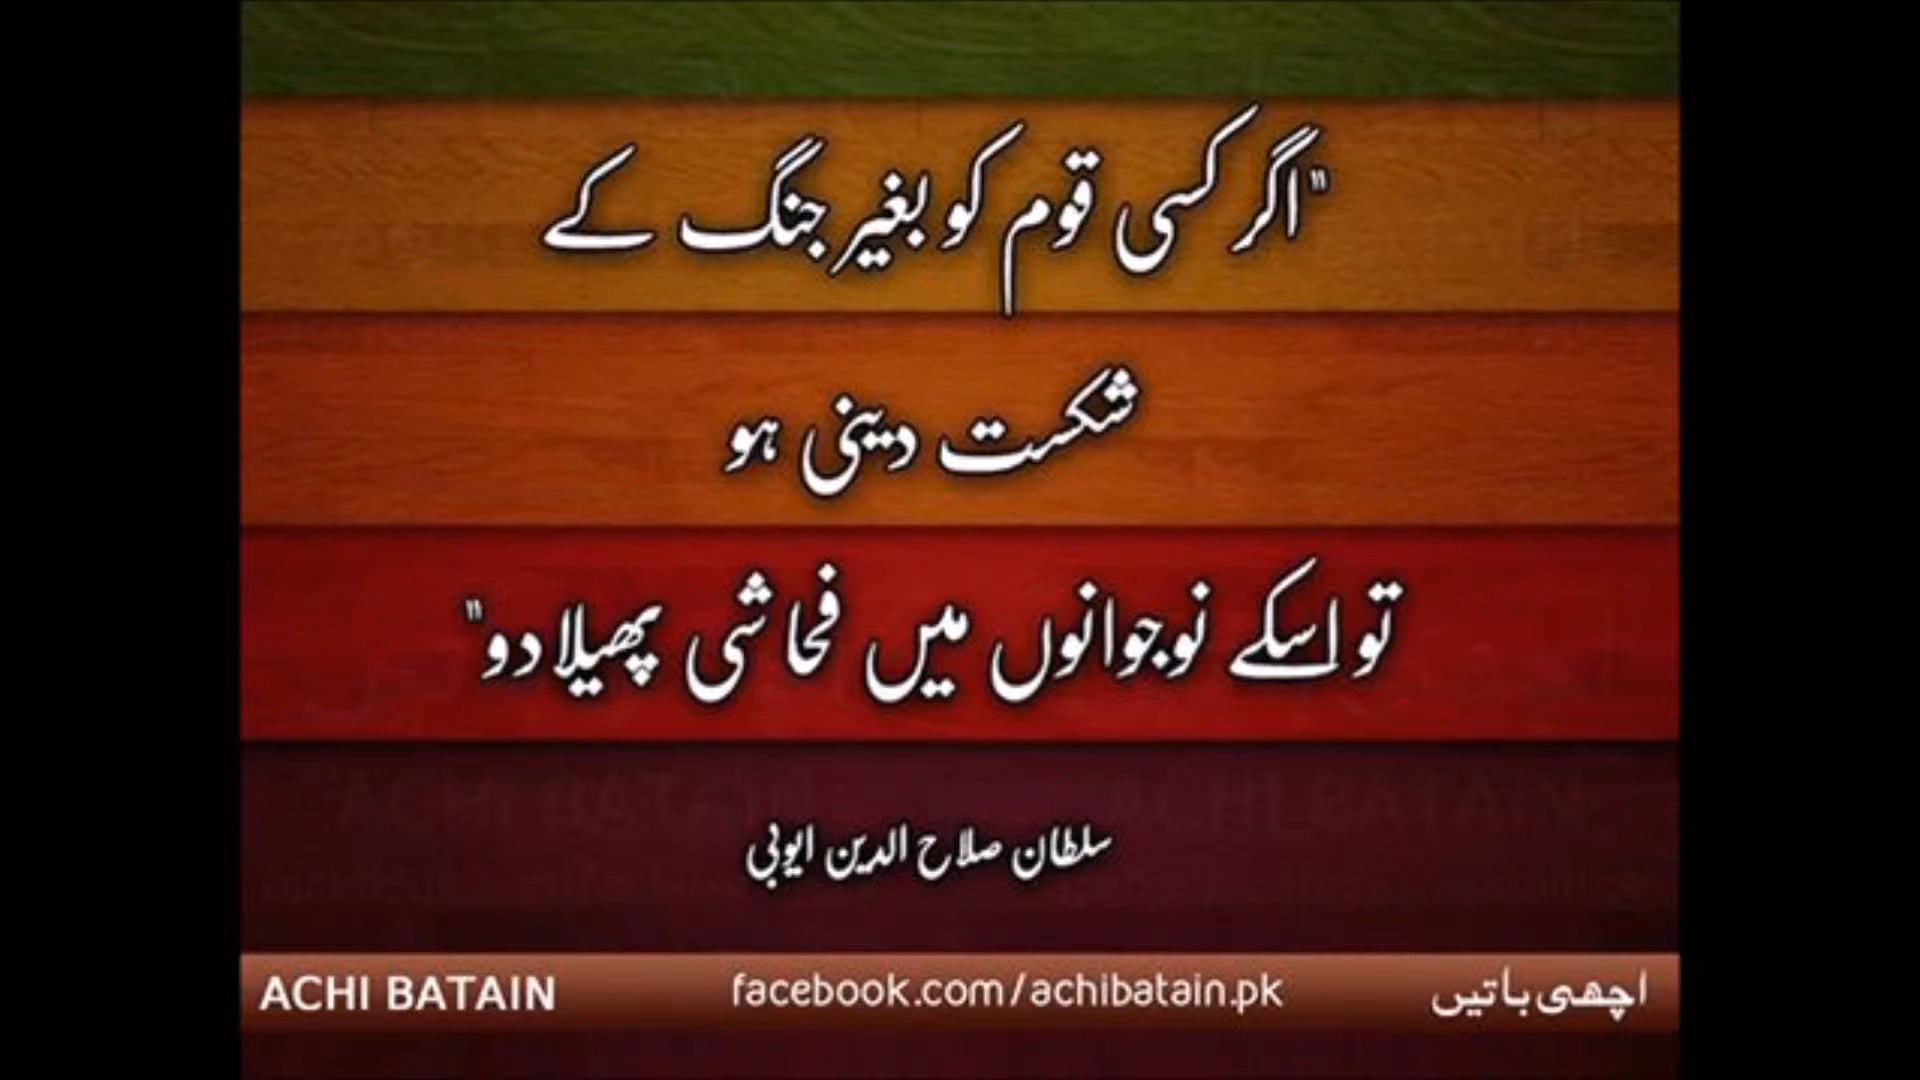 "اگر کسی قوم کو بغیر جنگ کے
شکست دینی ہو
تو اسکے نوجوانوں میں فحاشی پھیلا دو"
سلطان صلاح الدین ایوبی
ACHI BATAIN facebook.com/achibatain.pk اچھی باتیں